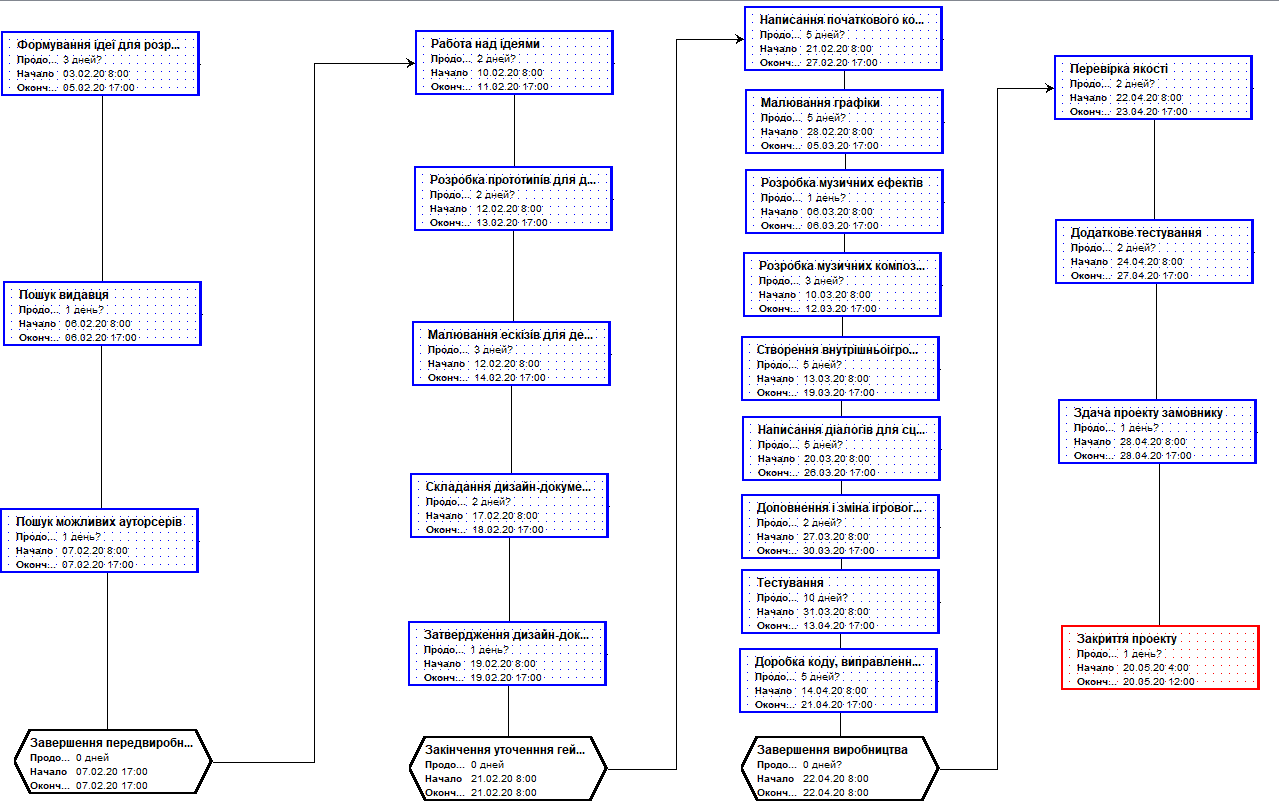 Формування ідеї для розр...
Продо... 3 дней?
Начало 03.02.20 8:00
Оконч... 05.02.20 17:00
Пошук видавця
Продо... 1 день?
Начало 06.02.20 8:00
Оконч... 06.02.20 17:00
Пошук можливих ауторсерів
Продо... 1 день?
Начало 07.02.20 8:00
Оконч... 07.02.20 17:00
Завершення передвиробн...
Продо... 0 дней
Начало 07.02.20 17:00
Оконч... 07.02.20 17:00
Работа над ідеями
Продо... 2 дней?
Начало 10.02.20 8:00
Оконч... 11.02.20 17:00
Розробка прототипів для д...
Продо... 2 дней?
Начало 12.02.20 8:00
Оконч... 13.02.20 17:00
Малювання ескізів для де...
Продо... 3 дней?
Начало 12.02.20 8:00
Оконч... 14.02.20 17:00
Складання дизайн-докуме...
Продо... 2 дней?
Начало 17.02.20 8:00
Оконч... 18.02.20 17:00
Затвердження дизайн-док...
Продо... 1 день?
Начало 19.02.20 8:00
Оконч... 19.02.20 17:00
Закінчення уточенння гей...
Продо... 0 дней
Начало 21.02.20 8:00
Оконч... 21.02.20 8:00
Написання початкового ко...
Продо... 5 дней?
Начало 21.02.20 8:00
Оконч... 27.02.20 17:00
Малювання графіки
Продо... 5 дней?
Начало 28.02.20 8:00
Оконч... 05.03.20 17:00
Розробка музичних ефектів
Продо... 1 день?
Начало 06.03.20 8:00
Оконч... 06.03.20 17:00
Розробка музичних композ...
Продо... 3 дней?
Начало 10.03.20 8:00
Оконч... 12.03.20 17:00
Створення внутрішньоігро...
Продо... 5 дней?
Начало 13.03.20 8:00
Оконч... 19.03.20 17:00
Написання діалогів для сц...
Продо... 5 дней?
Начало 20.03.20 8:00
Оконч... 26.03.20 17:00
Доповнення і зміна ігровог...
Продо... 2 дней?
Начало 27.03.20 8:00
Оконч... 30.03.20 17:00
Тестування
Продо... 10 дней?
Начало 31.03.20 8:00
Оконч... 13.04.20 17:00
Доробка коду, виправленн...
Продо... 5 дней?
Начало 14.04.20 8:00
Оконч... 21.04.20 17:00
Завершення виробництва
Продо... 0 дней?
Начало 22.04.20 8:00
Оконч... 22.04.20 8:00
Перевірка якості
Продо... 2 дней?
Начало 22.04.20 8:00
Оконч... 23.04.20 17:00
Додаткове тестування
Продо... 2 дней?
Начало 24.04.20 8:00
Оконч... 27.04.20 17:00
Здача проекту замовнику
Продо... 1 день?
Начало 28.04.20 8:00
Оконч... 28.04.20 17:00
Закриття проекту
Продо... 1 день?
Начало 20.05.20 4:00
Оконч... 20.05.20 12:00